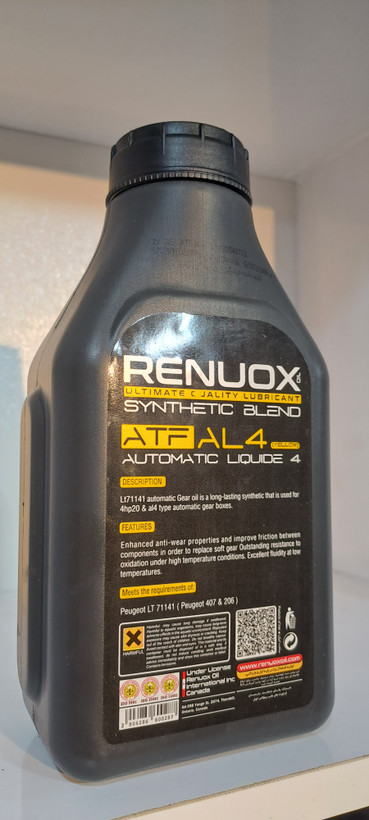 RENUOX OIL
ULTIMATE QUALITY LUBRICANT
SYNTHETIC BLEND
ATF AL4 (YELLOW)
AUTOMATIC LIQUIDE 4
DESCRIPTION
Lt71141 automatic Gear oil is a long-lasting synthetic that is used for
4hp20 & al4 type automatic gear boxes.
FEATURES
Enhanced anti-wear properties and improve friction between
components in order to replace soft gear Outstanding resistance to
oxidation under high temperature conditions. Excellent fluidity at low
temperatures.
Meets the requirements of:
Peugeot LT 71141 ( Peugeot 407 & 206 )
HARMFUL
www.renuoxoil.com
Under License
Renuox Oil
International Inc
Canada